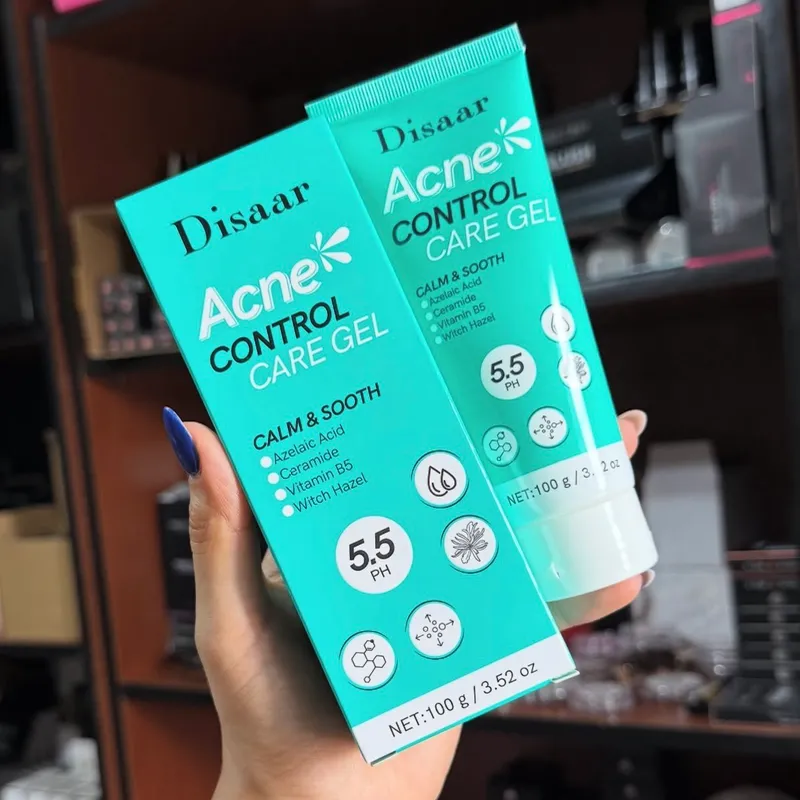 Disaar
Acne
CONTROL
CARE GEL
CALM & SOOTH
Azelaic Acid
Ceramide
Vitamin B5
Witch Hazel
5.5
PH
NET:100 g / 3.52 oz
Disaar
Acne
CONTROL
CARE GEL
CALM & SOOTH
Azelaic Acid
Ceramide
Vitamin B5
Witch Hazel
5.5
PH
NET:100 g / 3. 2 oz